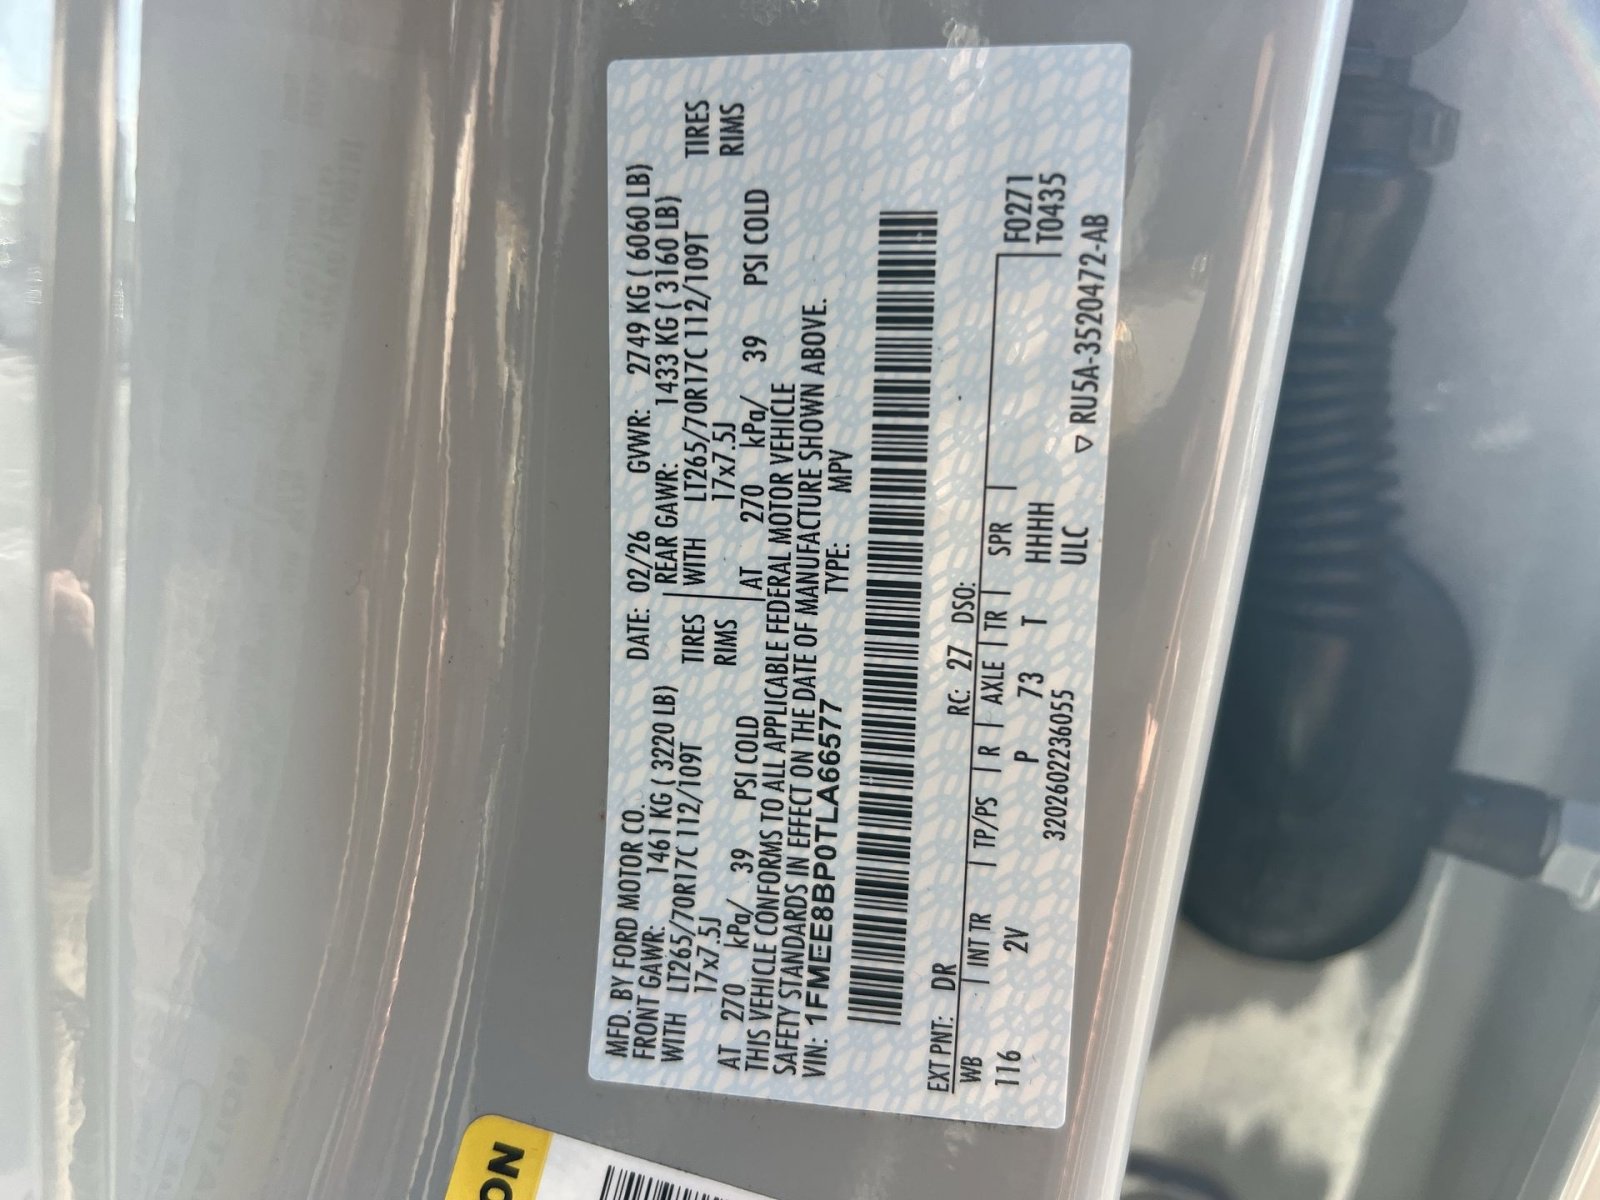 MFD. BY FORD MOTOR CO.
DATE: 02/26 GVWR: 2749 KG ( 6060 LB)
FRONT GAWR: 1461 KG ( 3220 LB)
REAR GAWR: 1433 KG ( 3160 LB)
WITH LT265/70R17C 112/109T TIRES
WITH LT265/70R17C 112/109T TIRES
17x7.5J RIMS
17x7.5J RIMS
AT 270 kPa/ 39 PSI COLD
AT 270 kPa/ 39 PSI COLD
THIS VEHICLE CONFORMS TO ALL APPLICABLE FEDERAL MOTOR VEHICLE
SAFETY STANDARDS IN EFFECT ON THE DATE OF MANUFACTURE SHOWN ABOVE.
VIN: 1FMEE8BP0TLA66577 TYPE: MPV
EXT PNT: DR RC: 27 DSO:
WB INT TR TP/PS R AXLE TR SPR F0271
116 2V P 73 T HHHH T0435
3202602236055 ULC
RU5A-3520472-AB
ON